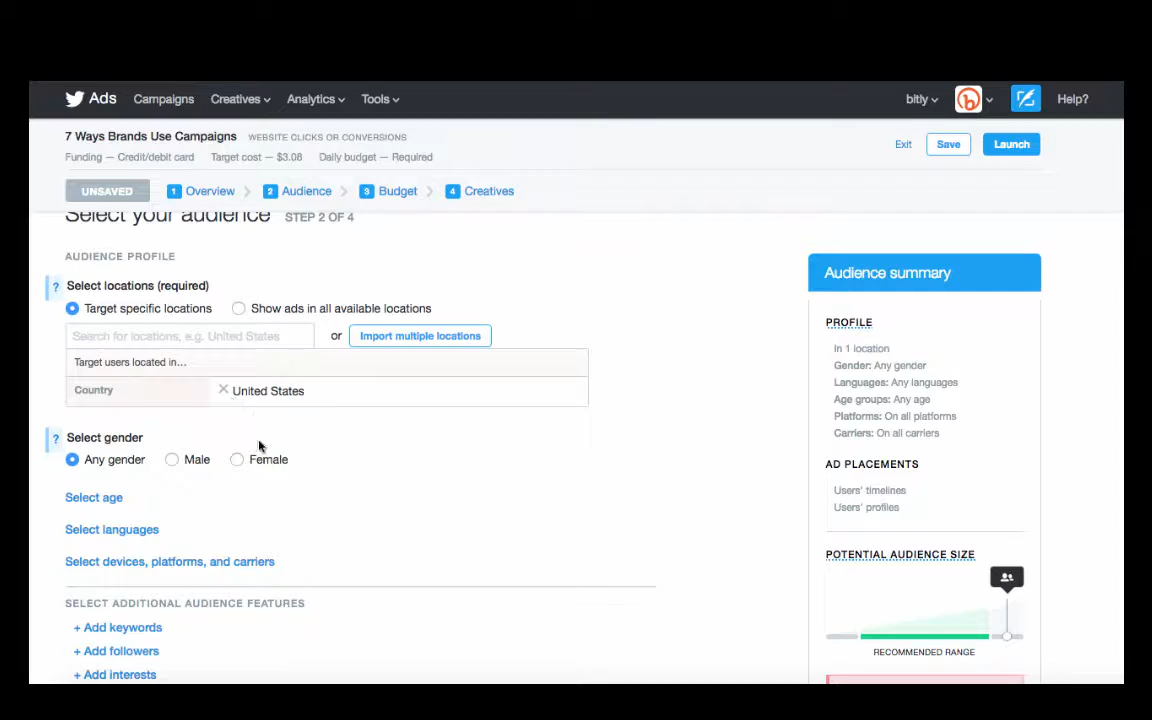 Ads Campaigns Creatives Analytics Tools bitly Help?
7 Ways Brands Use Campaigns WEBSITE CLICKS OR CONVERSIONS
Funding — Credit/debit card Target cost — $3.08 Daily budget — Required
Exit Save Launch
UNSAVED 1 Overview 2 Audience 3 Budget 4 Creatives
Select your audience STEP 2 OF 4
AUDIENCE PROFILE
? Select locations (required)
Target specific locations Show ads in all available locations
Search for locations, e.g. United States or Import multiple locations
Target users located in...
Country × United States
? Select gender
Any gender Male Female
Select age
Select languages
Select devices, platforms, and carriers
SELECT ADDITIONAL AUDIENCE FEATURES
+ Add keywords
+ Add followers
+ Add interests
Audience summary
PROFILE
In 1 location
Gender: Any gender
Languages: Any languages
Age groups: Any age
Platforms: On all platforms
Carriers: On all carriers
AD PLACEMENTS
Users' timelines
Users' profiles
POTENTIAL AUDIENCE SIZE
RECOMMENDED RANGE